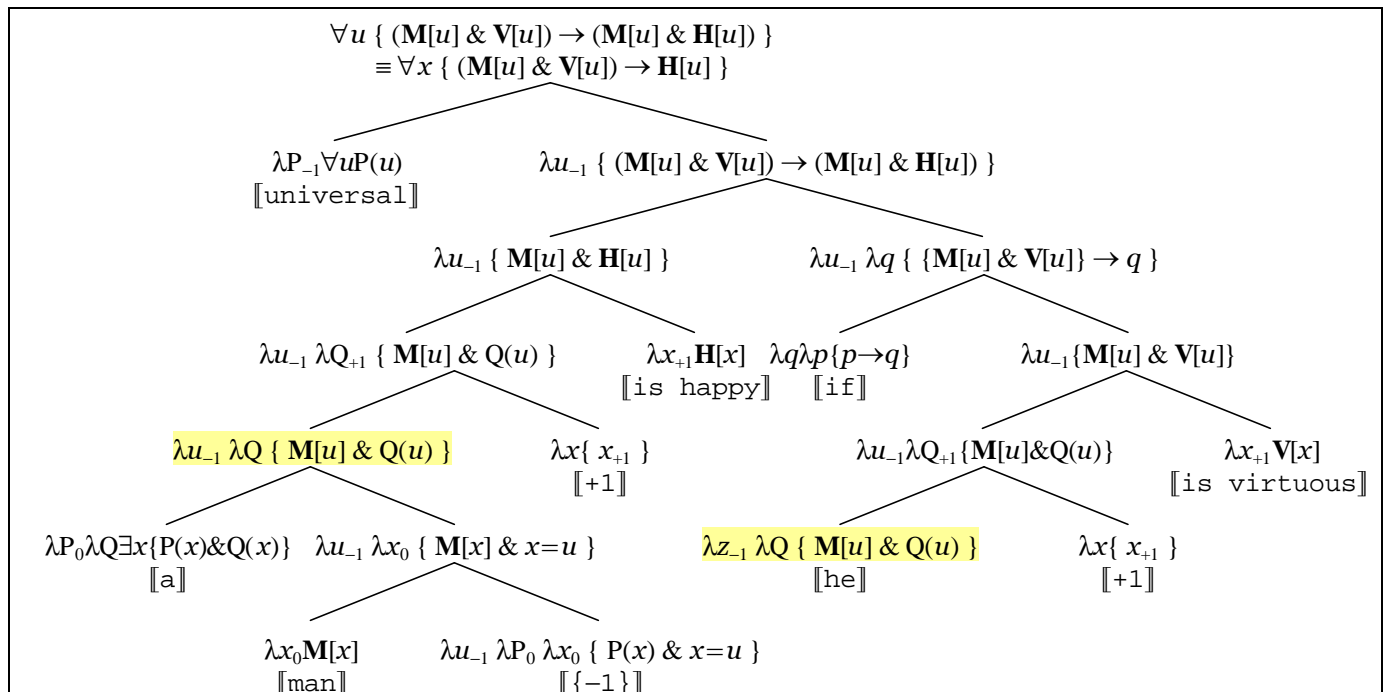 ∀u { (M[u] & V[u]) → (M[u] & H[u]) }
≡ ∀x { (M[u] & V[u]) → H[u] }
λP₋₁∀uP(u) λu₋₁ { (M[u] & V[u]) → (M[u] & H[u]) }
⟦universal⟧
λu₋₁ { M[u] & H[u] } λu₋₁ λq { {M[u] & V[u]} → q }
λu₋₁ λQ₊₁ { M[u] & Q(u) } λx₊₁H[x] λqλp{p→q} λu₋₁{M[u] & V[u]}
⟦is happy⟧ ⟦if⟧
λu₋₁ λQ { M[u] & Q(u) } λx{ x₊₁ } λu₋₁λQ₊₁{M[u]&Q(u)} λx₊₁V[x]
⟦+1⟧ ⟦is virtuous⟧
λP₀λQ∃x{P(x)&Q(x)} λu₋₁ λx₀ { M[x] & x=u } λz₋₁ λQ { M[u] & Q(u) } λx{ x₊₁ }
⟦a⟧ ⟦he⟧ ⟦+1⟧
λx₀M[x] λu₋₁ λP₀ λx₀ { P(x) & x=u }
⟦man⟧ ⟦{−1}⟧